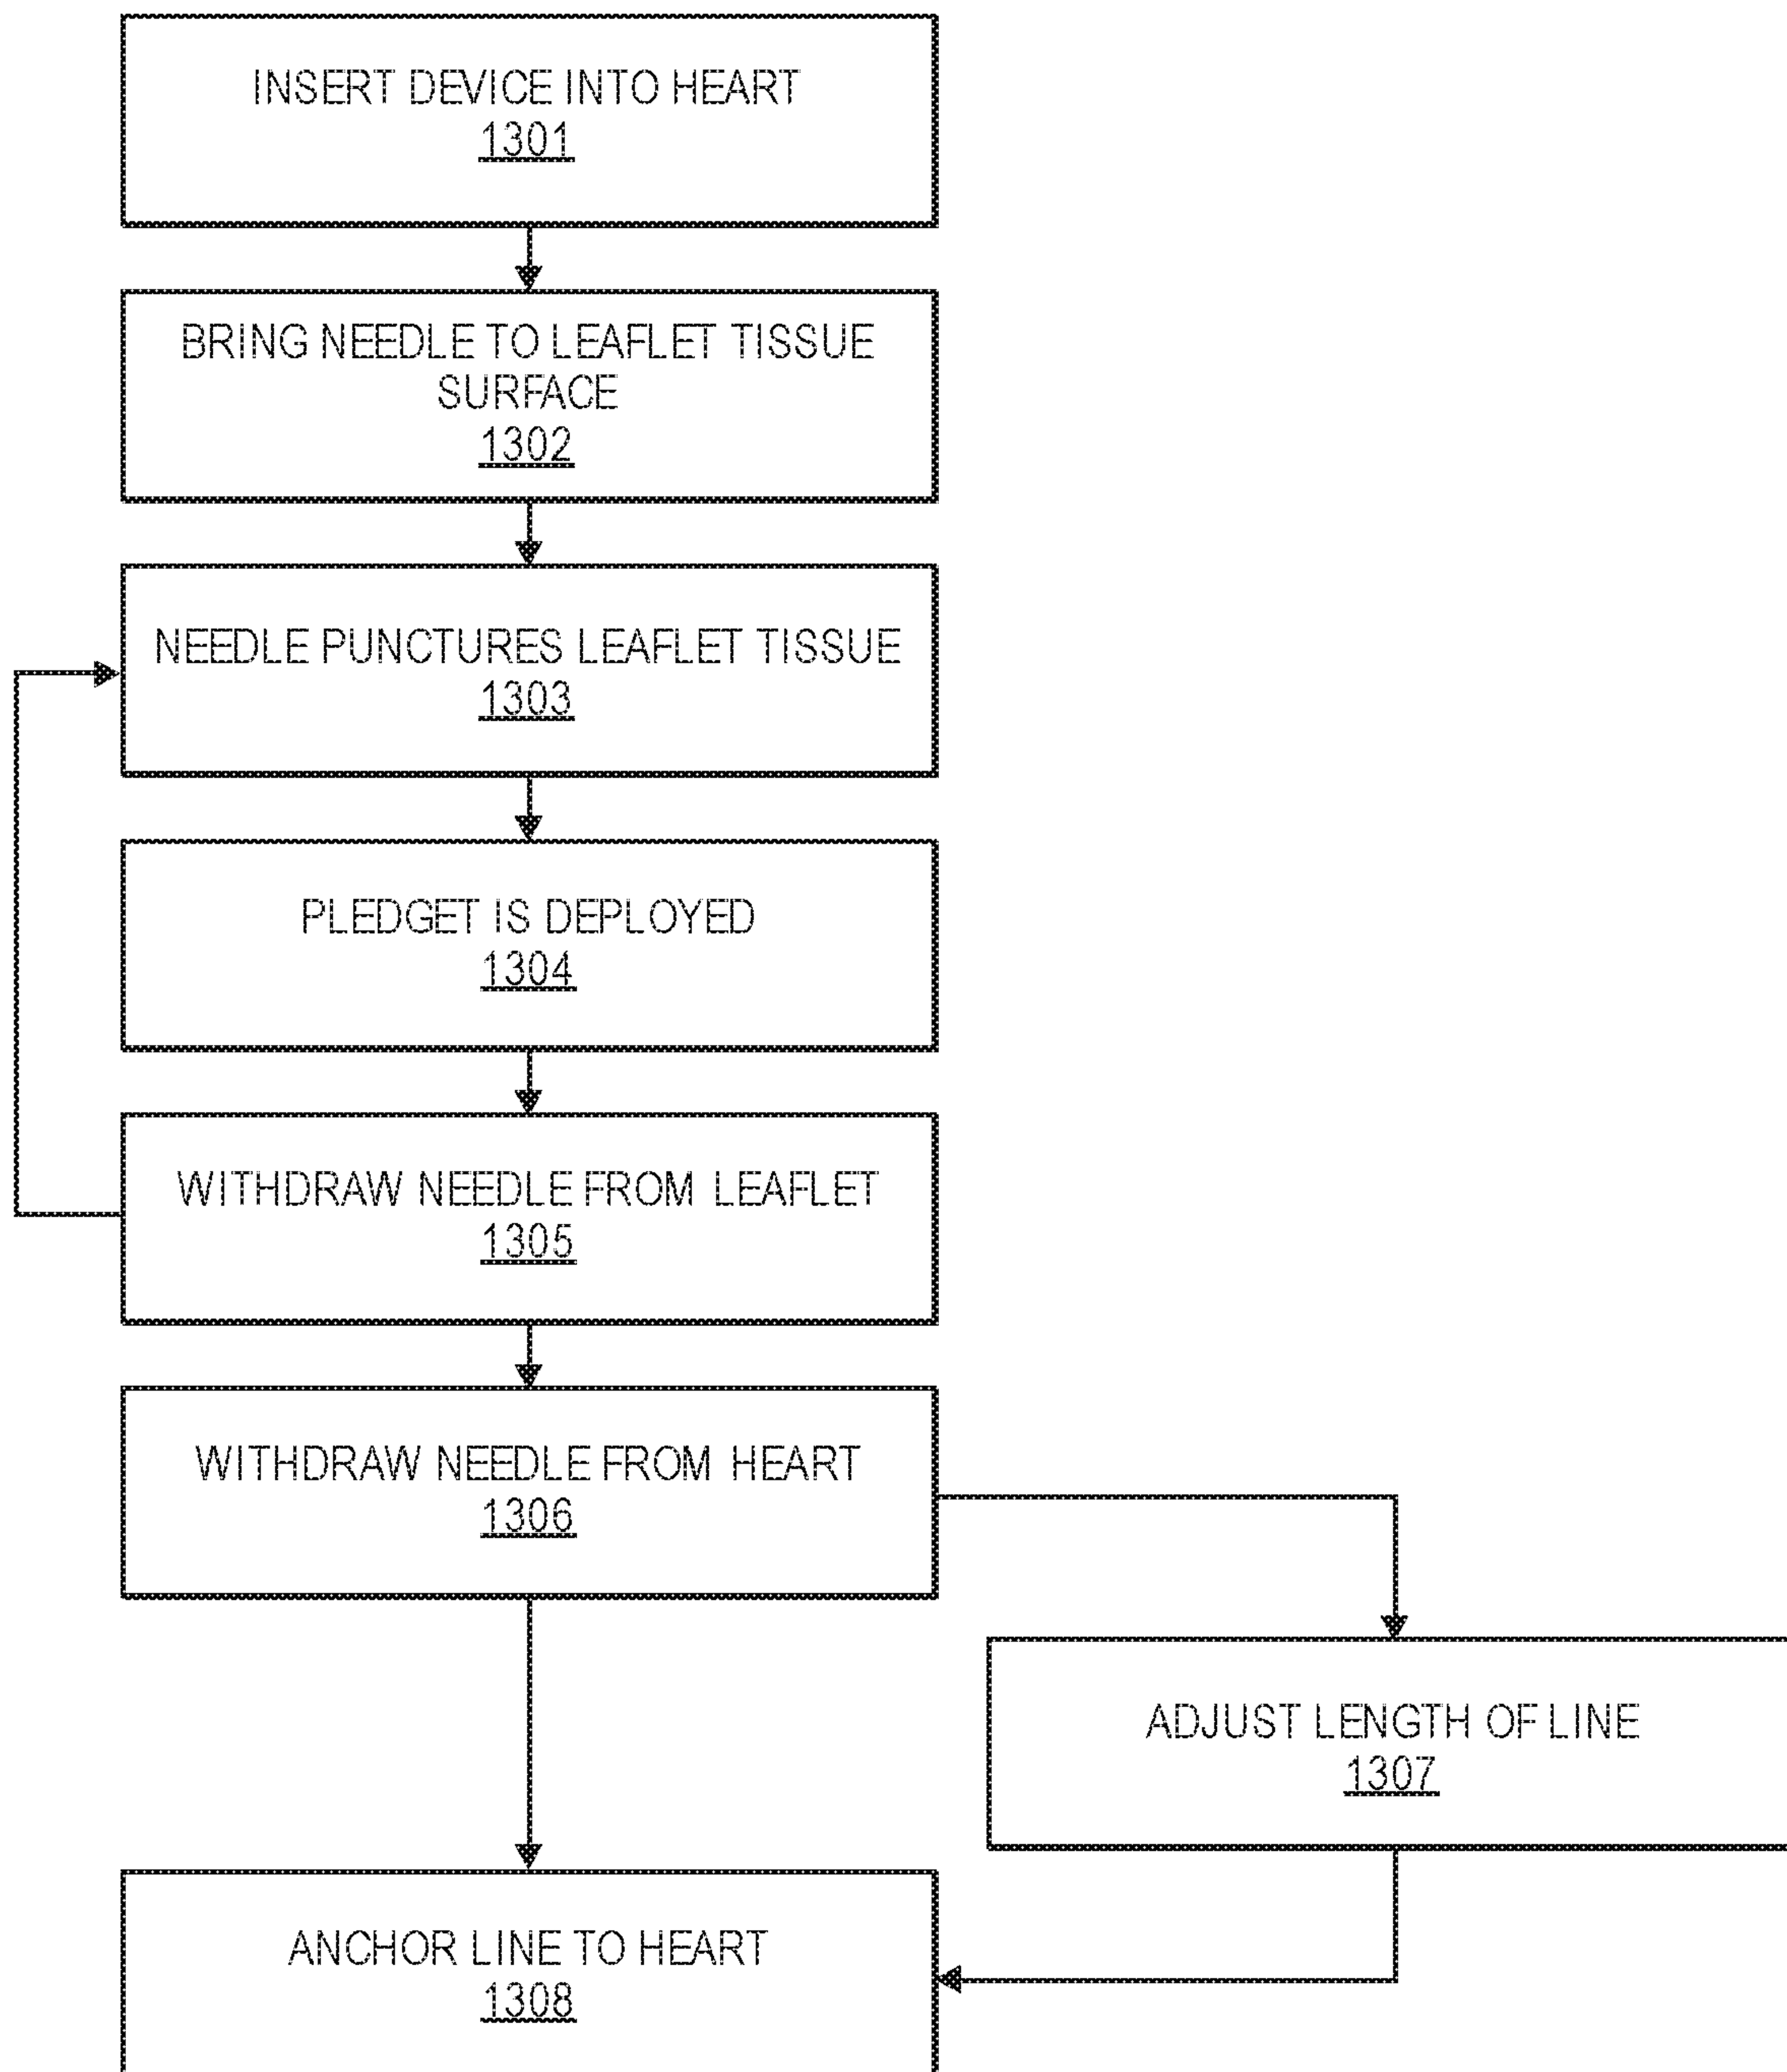 INSERT DEVICE INTO HEART
1301
BRING NEEDLE TO LEAFLET TISSUE
SURFACE
1302
NEEDLE PUNCTURES LEAFLET TISSUE
1303
PLEDGET IS DEPLOYED
1304
WITHDRAW NEEDLE FROM LEAFLET
1305
WITHDRAW NEEDLE FROM HEART
1306
ADJUST LENGTH OF LINE
1307
ANCHOR LINE TO HEART
1308